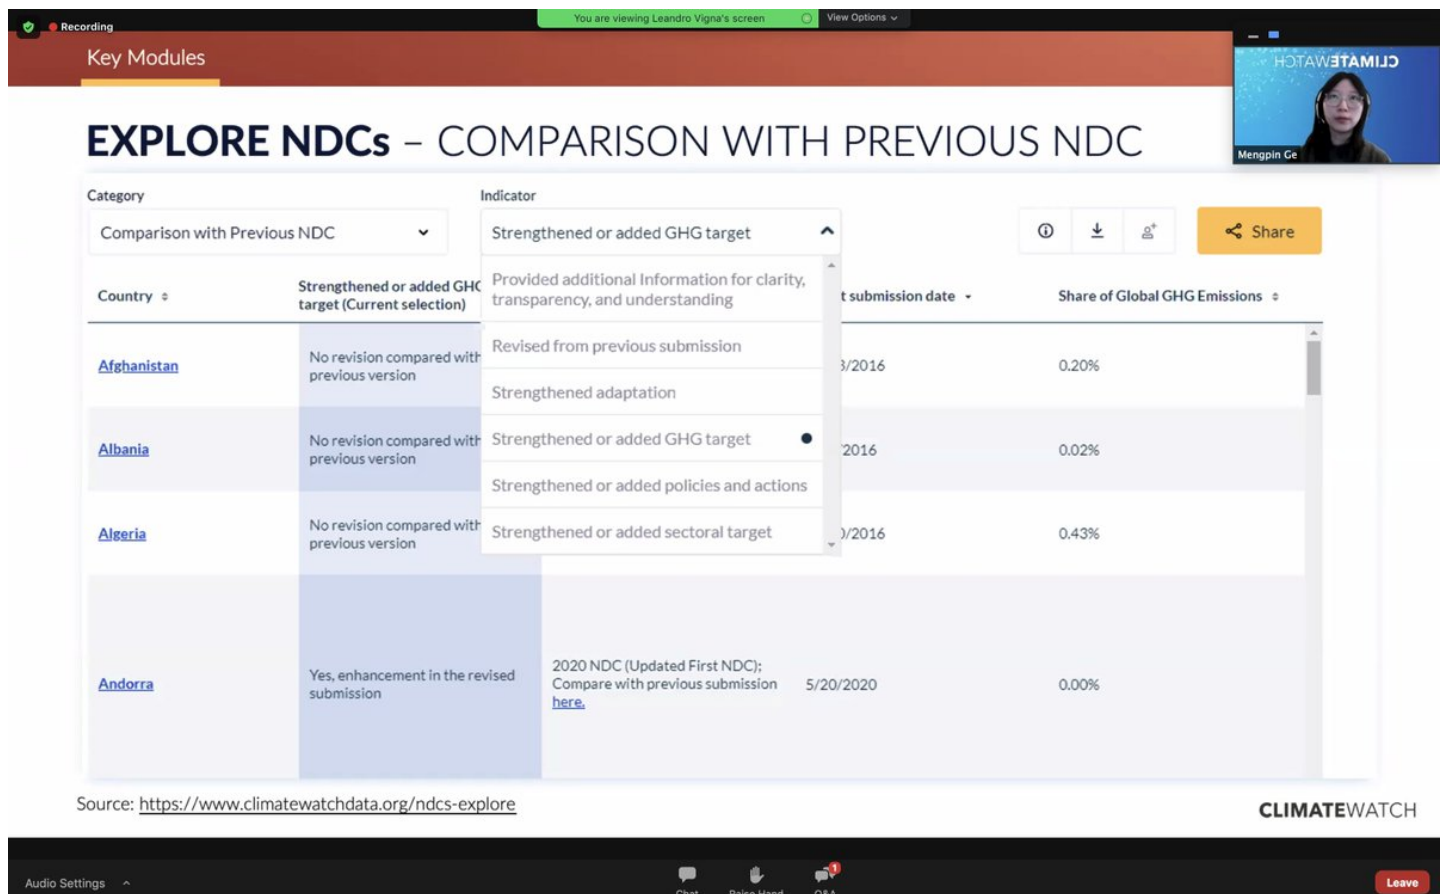 Recording
You are viewing Leandro Vigna's screen
View Options
Key Modules
CLIMATEWATCH
Mengpin Ge
EXPLORE NDCs – COMPARISON WITH PREVIOUS NDC
Category
Indicator
Comparison with Previous NDC
Strengthened or added GHG target
Share
Provided additional Information for clarity,
transparency, and understanding
Revised from previous submission
Strengthened adaptation
Strengthened or added GHG target
Strengthened or added policies and actions
Strengthened or added sectoral target
Country
Strengthened or added GHG
target (Current selection)
t submission date
Share of Global GHG Emissions
Afghanistan
No revision compared with
previous version
3/2016
0.20%
Albania
No revision compared with
previous version
/2016
0.02%
Algeria
No revision compared with
previous version
0/2016
0.43%
Andorra
Yes, enhancement in the revised
submission
2020 NDC (Updated First NDC);
Compare with previous submission
here.
5/20/2020
0.00%
Source: https://www.climatewatchdata.org/ndcs-explore
CLIMATEWATCH
Audio Settings
Chat
Raise Hand
Q&A
1
Leave